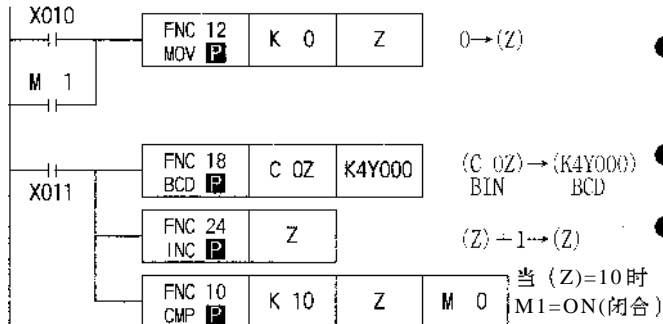 X010
FNC 12
MOV P
K 0
Z
0→(Z)
M 1
X011
FNC 18
BCD P
C 0Z
K4Y000
(C 0Z)→(K4Y000)
BIN BCD
FNC 24
INC P
Z
(Z)+1→(Z)
FNC 10
CMP P
K 10
Z
M 0
当 (Z)=10时
M1=ON(闭合)